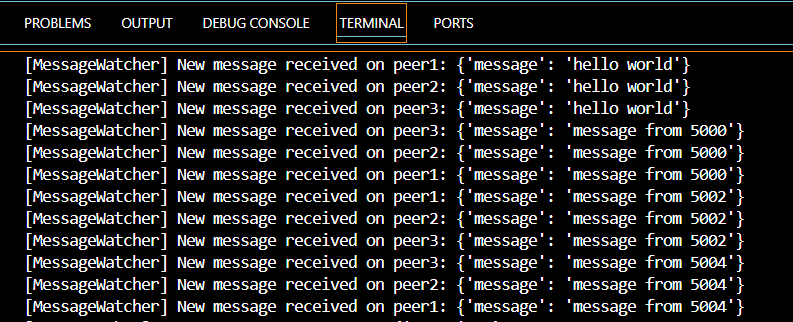 PROBLEMS OUTPUT DEBUG CONSOLE TERMINAL PORTS
[MessageWatcher] New message received on peer1: {'message': 'hello world'}
[MessageWatcher] New message received on peer2: {'message': 'hello world'}
[MessageWatcher] New message received on peer3: {'message': 'hello world'}
[MessageWatcher] New message received on peer3: {'message': 'message from 5000'}
[MessageWatcher] New message received on peer2: {'message': 'message from 5000'}
[MessageWatcher] New message received on peer1: {'message': 'message from 5000'}
[MessageWatcher] New message received on peer1: {'message': 'message from 5002'}
[MessageWatcher] New message received on peer2: {'message': 'message from 5002'}
[MessageWatcher] New message received on peer3: {'message': 'message from 5002'}
[MessageWatcher] New message received on peer3: {'message': 'message from 5004'}
[MessageWatcher] New message received on peer2: {'message': 'message from 5004'}
[MessageWatcher] New message received on peer1: {'message': 'message from 5004'}